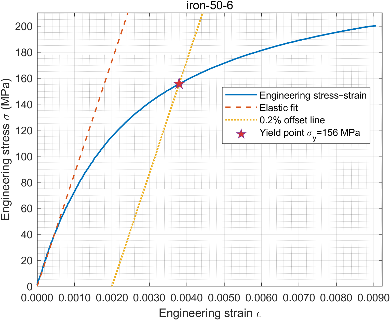 iron-50-6
Engineering stress σ (MPa)
200
180
160
140
120
100
80
60
40
20
0
Engineering stress-strain
Elastic fit
0.2% offset line
Yield point σy=156 MPa
0.0000 0.0010 0.0020 0.0030 0.0040 0.0050 0.0060 0.0070 0.0080 0.0090
Engineering strain ϵ